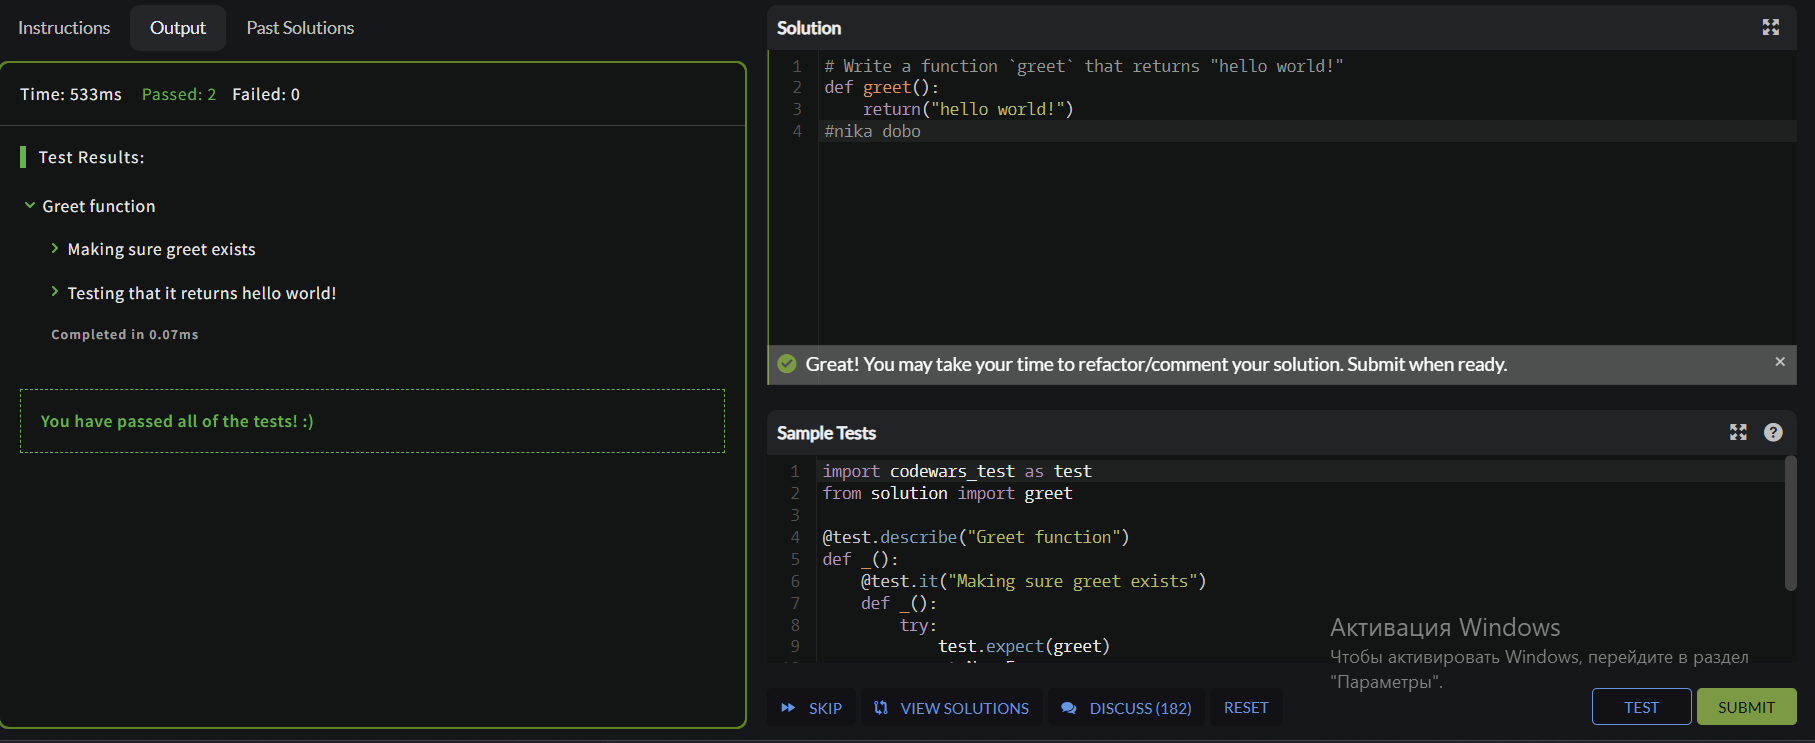 Instructions Output Past Solutions
Time: 533ms Passed: 2 Failed: 0
Test Results:
Greet function
Making sure greet exists
Testing that it returns hello world!
Completed in 0.07ms
You have passed all of the tests! :)
Solution
1 # Write a function `greet` that returns "hello world!"
2 def greet():
3     return("hello world!")
4 #nika dobo
Great! You may take your time to refactor/comment your solution. Submit when ready.
Sample Tests
1 import codewars_test as test
2 from solution import greet
3
4 @test.describe("Greet function")
5 def _():
6     @test.it("Making sure greet exists")
7     def _():
8         try:
9             test.expect(greet)
Активация Windows
Чтобы активировать Windows, перейдите в раздел
"Параметры".
SKIP VIEW SOLUTIONS DISCUSS (182) RESET TEST SUBMIT